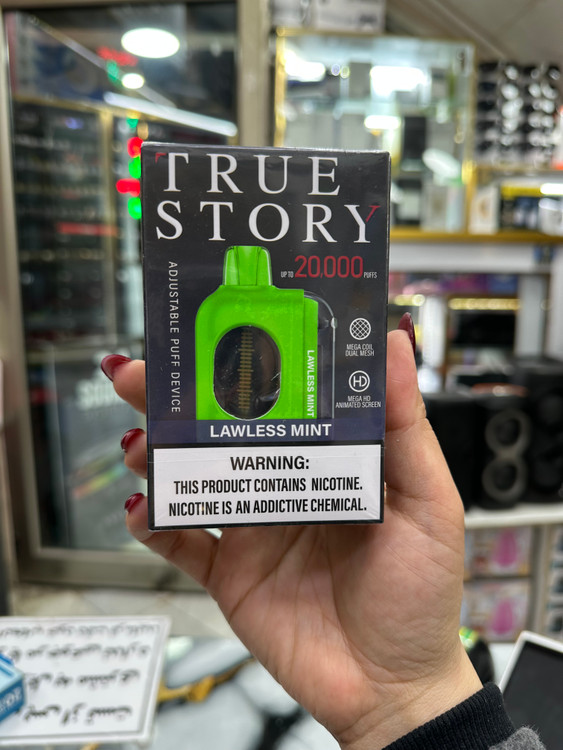 TRUE
STORY
UP TO 20,000 PUFFS
ADJUSTABLE PUFF DEVICE
MEGA COIL
DUAL MESH
MEGA HD
ANIMATED SCREEN
HD
LAWLESS MINT
LAWLESS MINT
WARNING:
THIS PRODUCT CONTAINS NICOTINE.
NICOTINE IS AN ADDICTIVE CHEMICAL.